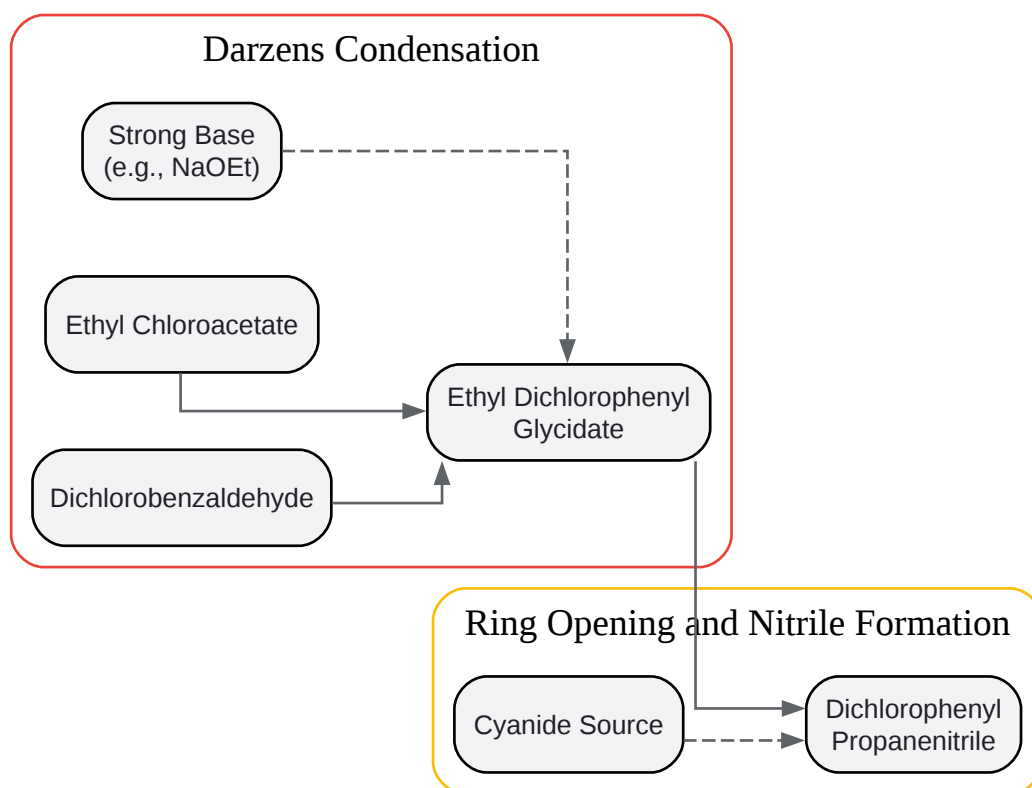 Darzens Condensation
Strong Base
(e.g., NaOEt)
Ethyl Chloroacetate
Ethyl Dichlorophenyl
Glycidate
Dichlorobenzaldehyde
Ring Opening and Nitrile Formation
Cyanide Source
Dichlorophenyl
Propanenitrile